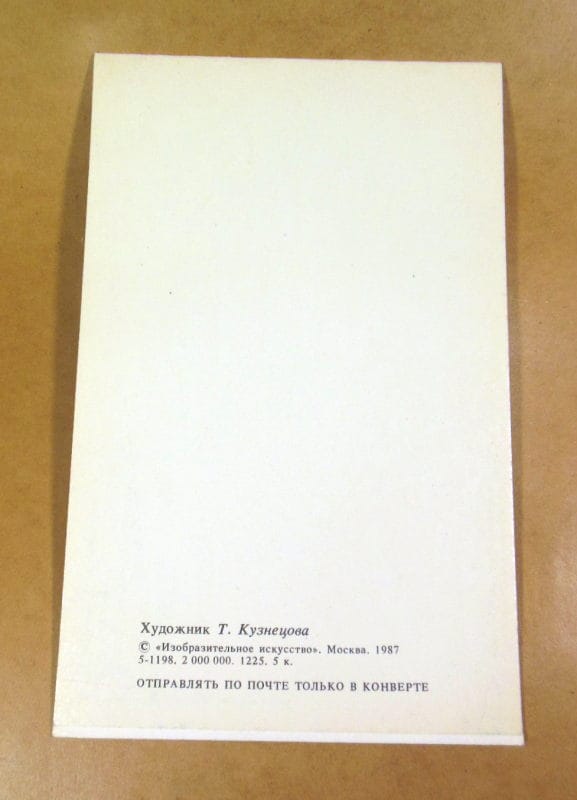 Художник Т. Кузнецова
© «Изобразительное искусство». Москва. 1987
5-1198. 2 000 000. 1225. 5 к.
ОТПРАВЛЯТЬ ПО ПОЧТЕ ТОЛЬКО В КОНВЕРТЕ